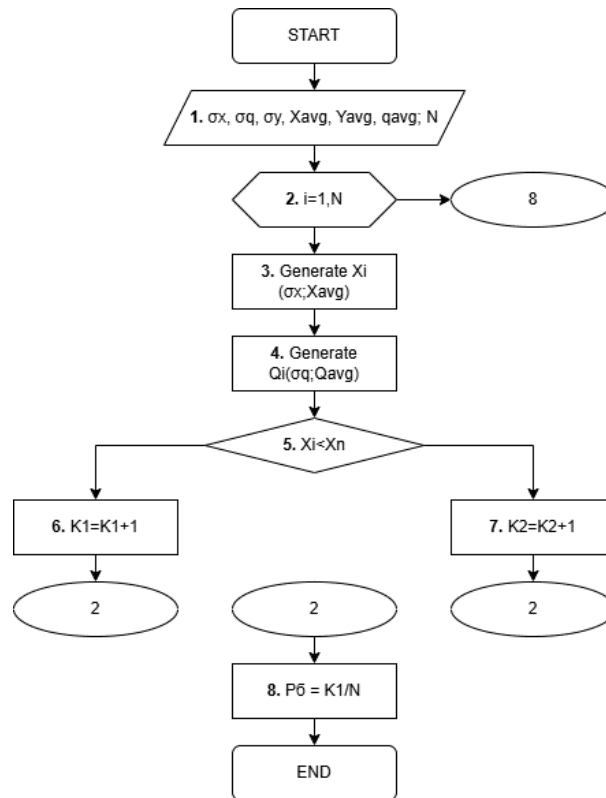 START
1. σx, σq, σy, Xavg, Yavg, qavg; N
2. i=1,N
8
3. Generate Xi
(σx;Xavg)
4. Generate
Qi(σq;Qavg)
5. Xi<Xn
6. K1=K1+1
7. K2=K2+1
2
2
2
8. Pб = K1/N
END